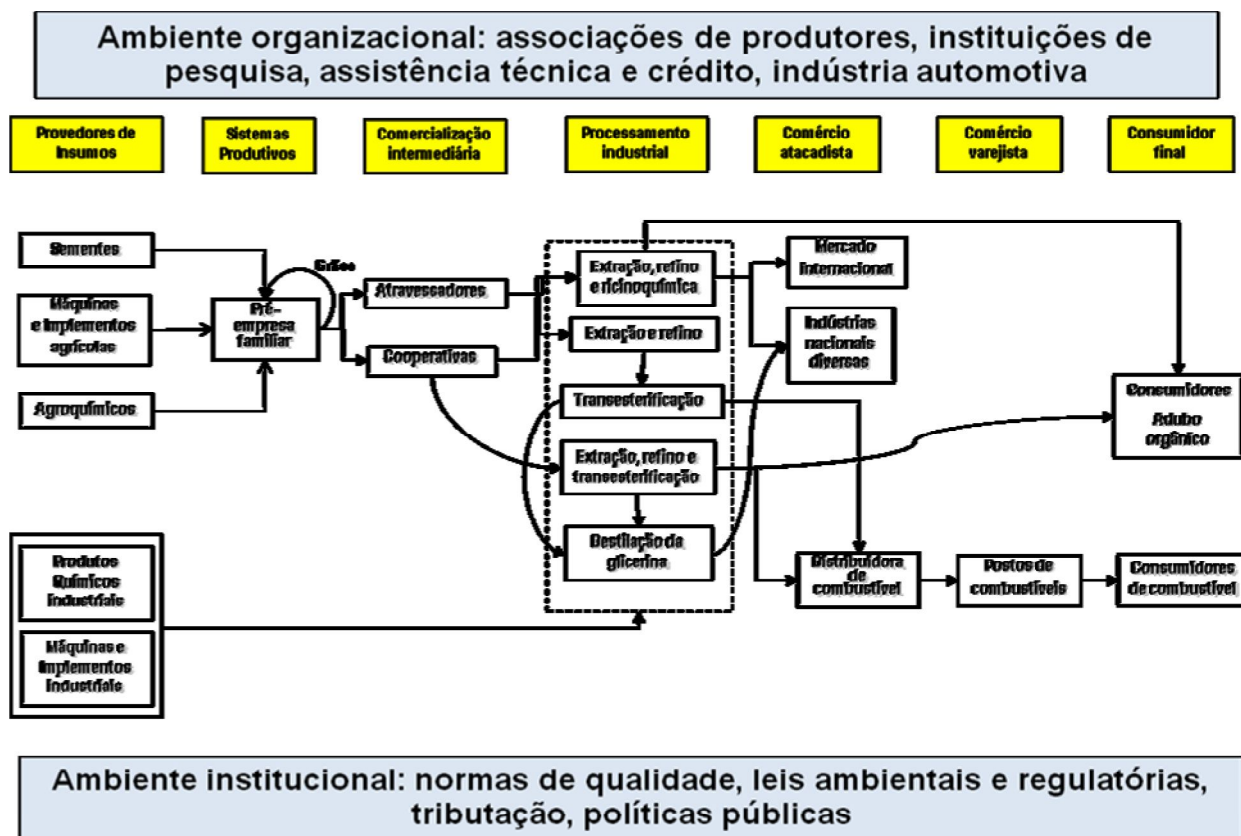 Ambiente organizacional: associações de produtores, instituições de
pesquisa, assistência técnica e crédito, indústria automotiva
Provedores de
Insumos
Sistemas
Produtivos
Comercialização
intermediária
Processamento
industrial
Comércio
atacadista
Comércio
varejista
Consumidor
final
Sementes
Máquinas
e implementos
agrícolas
Agroquímicos
Grãos
Pré-
empresa
familiar
Atravessadores
Cooperativas
Extração, refino
e ricinoquímica
Extração e refino
Transesterificação
Extração, refino e
transesterificação
Destilação da
glicerina
Mercado
Internacional
Indústrias
nacionais
diversas
Consumidores
Adubo
orgânico
Distribuidora
de
combustível
Postos de
combustíveis
Consumidores
de combustível
Produtos
Químicos
industriais
Máquinas e
implementos
industriais
Ambiente institucional: normas de qualidade, leis ambientais e regulatórias,
tributação, políticas públicas